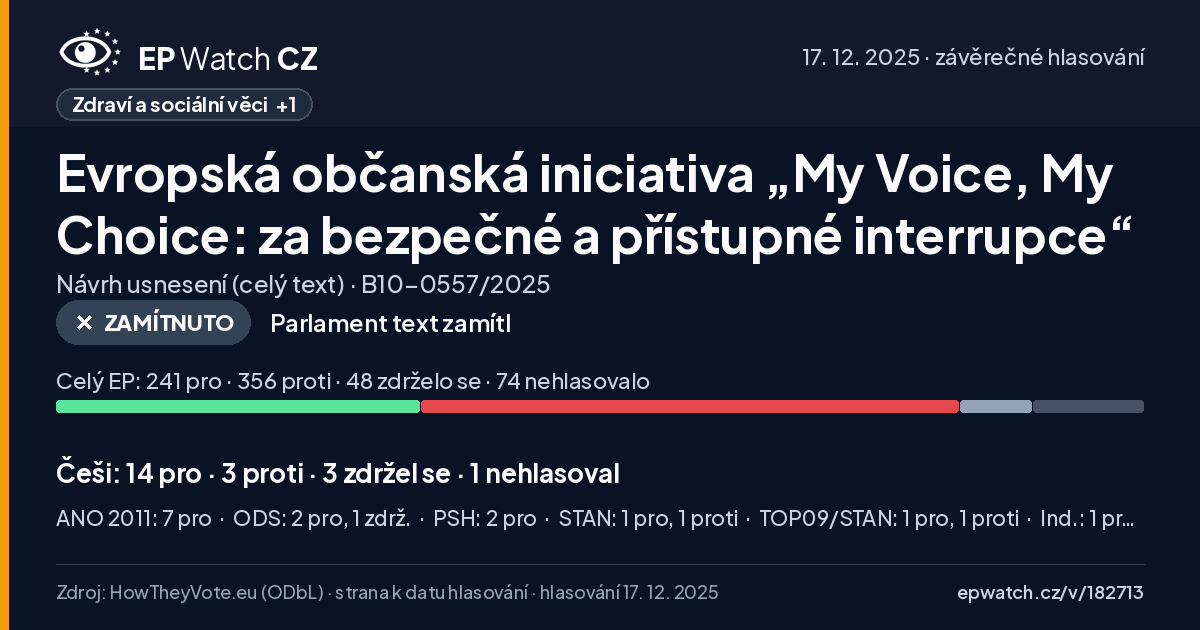 EP Watch CZ
17. 12. 2025 · závěrečné hlasování
Zdraví a sociální věci +1
Evropská občanská iniciativa „My Voice, My
Choice: za bezpečné a přístupné interrupce“
Návrh usnesení (celý text) · B10–0557/2025
✕ ZAMÍTNUTO
Parlament text zamítl
Celý EP: 241 pro · 356 proti · 48 zdrželo se · 74 nehlasovalo
Češi: 14 pro · 3 proti · 3 zdržel se · 1 nehlasoval
ANO 2011: 7 pro · ODS: 2 pro, 1 zdrž. · PSH: 2 pro · STAN: 1 pro, 1 proti · TOP09/STAN: 1 pro, 1 proti · Ind.: 1 pr…
Zdroj: HowTheyVote.eu (ODbL) · strana k datu hlasování · hlasování 17. 12. 2025
epwatch.cz/v/182713